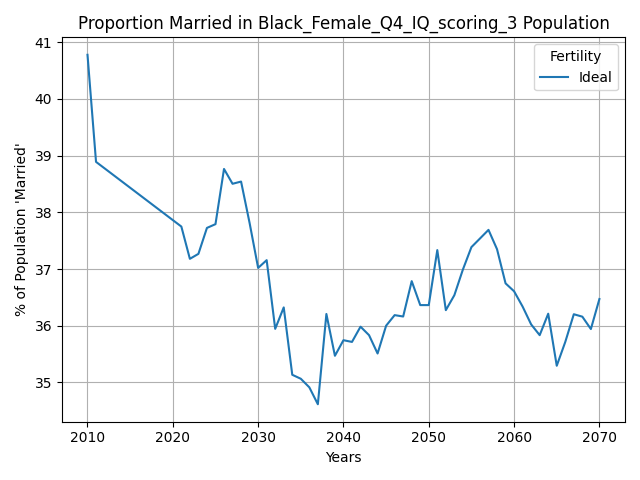 Proportion Married in Black_Female_Q4_IQ_scoring_3 Population
Fertility
Ideal
% of Population 'Married'
41
40
39
38
37
36
35
2010 2020 2030 2040 2050 2060 2070
Years